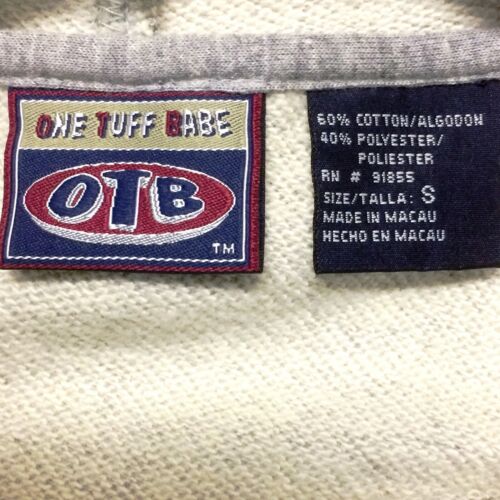 ONE TUFF BABE
OTB
TM
60% COTTON/ALGODON
40% POLYESTER/
POLIESTER
RN # 91855
SIZE/TALLA: S
MADE IN MACAU
HECHO EN MACAU